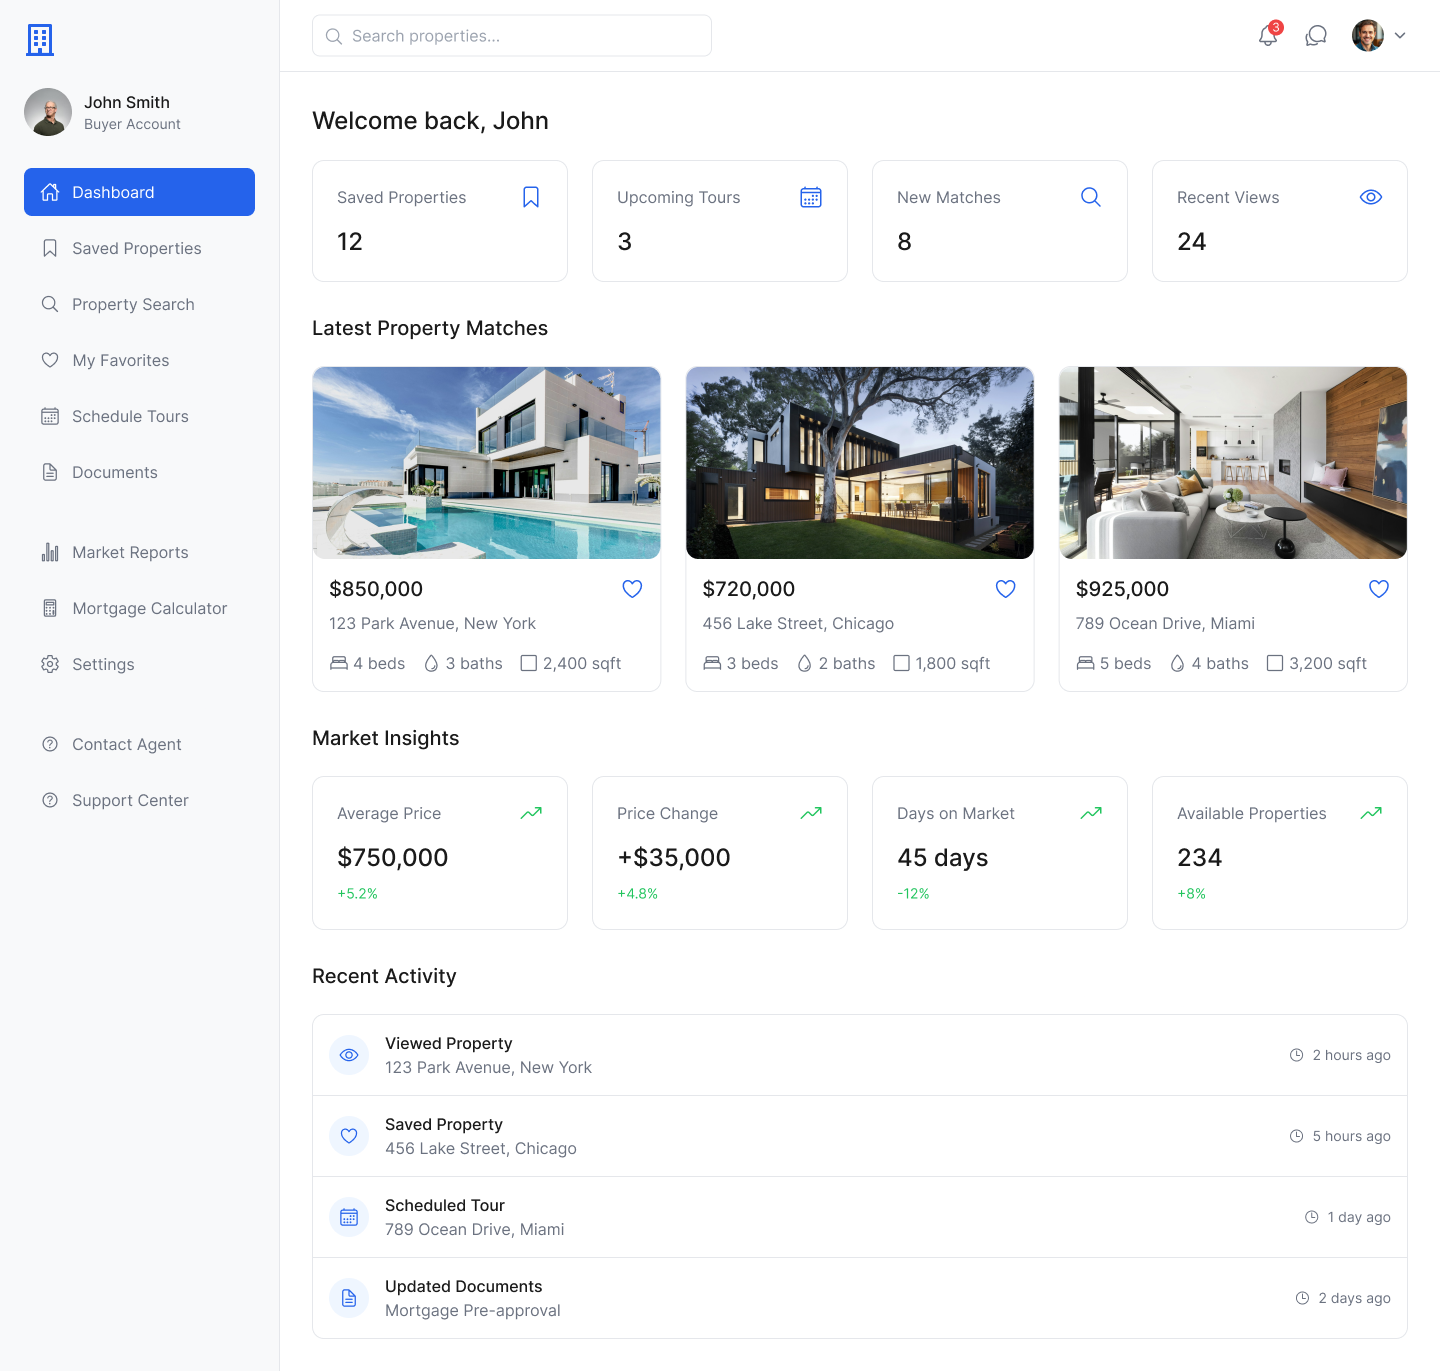 John Smith
Buyer Account
Dashboard
Saved Properties
Property Search
My Favorites
Schedule Tours
Documents
Market Reports
Mortgage Calculator
Settings
Contact Agent
Support Center
Search properties...
3
Welcome back, John
Saved Properties
12
Upcoming Tours
3
New Matches
8
Recent Views
24
Latest Property Matches
$850,000
123 Park Avenue, New York
4 beds 3 baths 2,400 sqft
$720,000
456 Lake Street, Chicago
3 beds 2 baths 1,800 sqft
$925,000
789 Ocean Drive, Miami
5 beds 4 baths 3,200 sqft
Market Insights
Average Price
$750,000
+5.2%
Price Change
+$35,000
+4.8%
Days on Market
45 days
-12%
Available Properties
234
+8%
Recent Activity
Viewed Property
123 Park Avenue, New York
2 hours ago
Saved Property
456 Lake Street, Chicago
5 hours ago
Scheduled Tour
789 Ocean Drive, Miami
1 day ago
Updated Documents
Mortgage Pre-approval
2 days ago